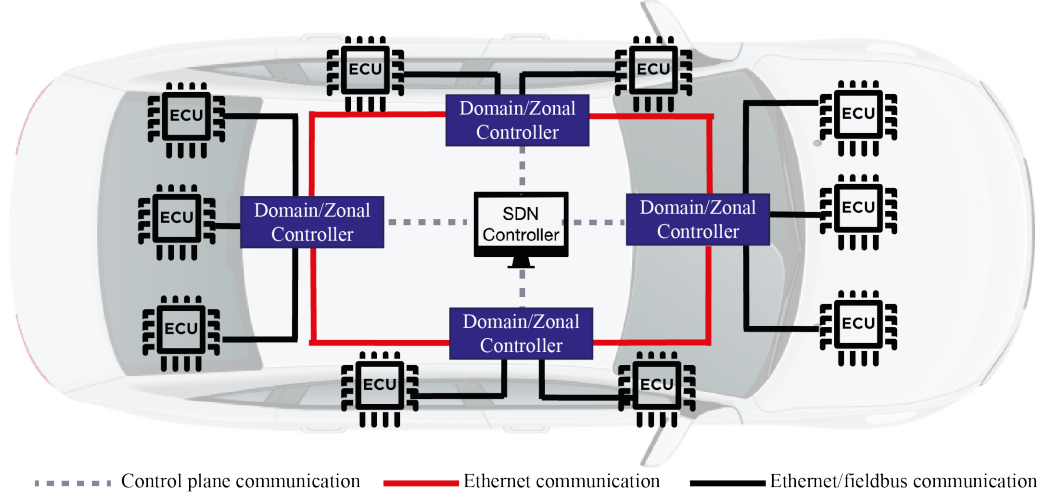 ECU
ECU
Domain/Zonal
Controller
ECU
ECU
ECU
Domain/Zonal
Controller
SDN
Controller
Domain/Zonal
Controller
ECU
ECU
Domain/Zonal
Controller
ECU
ECU
ECU
ECU
Control plane communication
Ethernet communication
Ethernet/fieldbus communication